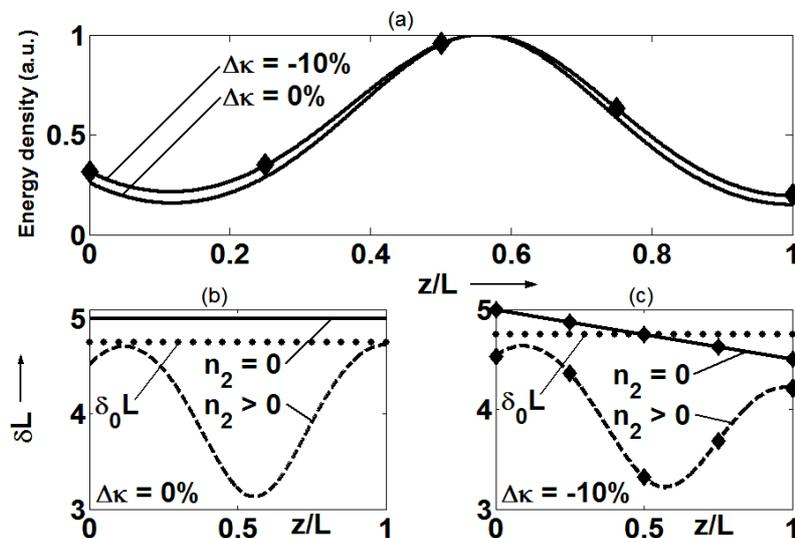 (a)
Energy density (a.u.)
1
0.5
0
Δκ = -10%
Δκ = 0%
0 0.2 0.4 0.6 0.8 1
z/L
(b)
δL
5
4
3
n2 = 0
δ0L
n2 > 0
Δκ = 0%
0 0.5 z/L 1
(c)
5
4
3
δ0L
n2 = 0
n2 > 0
Δκ = -10%
0 0.5 z/L 1